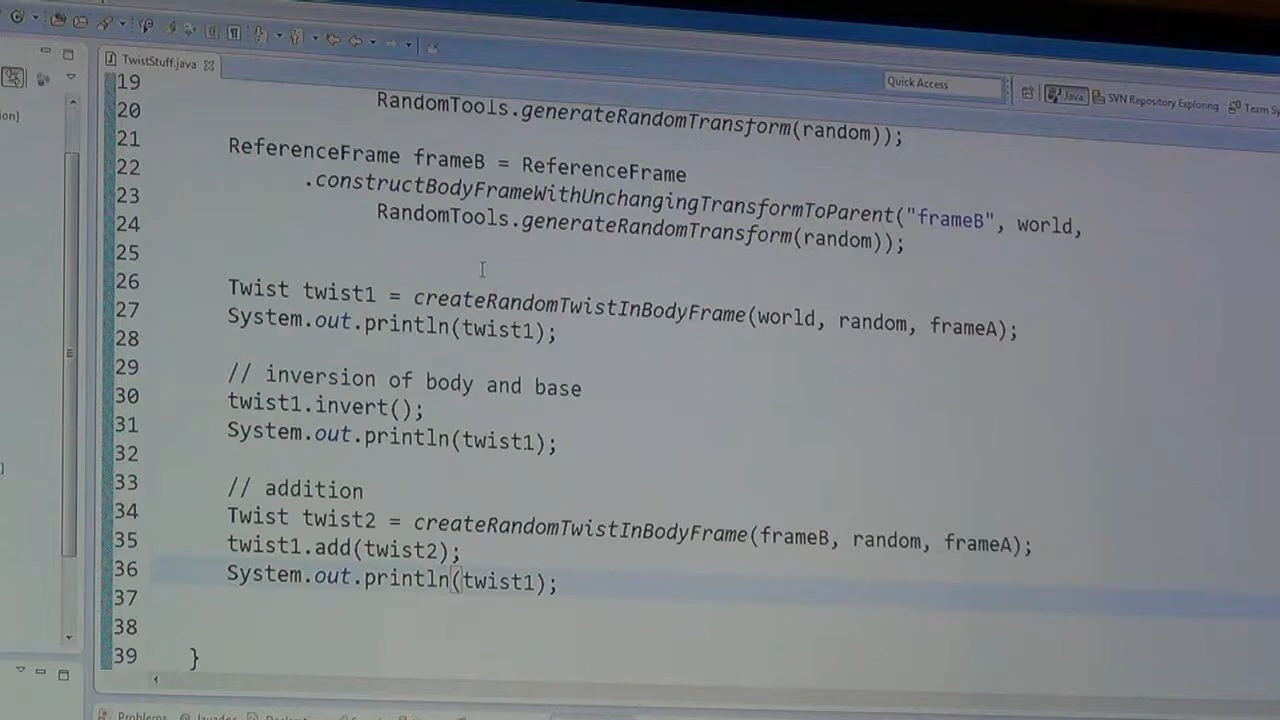 TwistStuff.java
Quick Access
Java
SVN Repository Exploring
Team Sy
ion]
19
20 RandomTools.generateRandomTransform(random));
21
22 ReferenceFrame frameB = ReferenceFrame
23 .constructBodyFrameWithUnchangingTransformToParent("frameB", world,
24 RandomTools.generateRandomTransform(random));
25
26
27 Twist twist1 = createRandomTwistInBodyFrame(world, random, frameA);
28 System.out.println(twist1);
29
30 // inversion of body and base
31 twist1.invert();
32 System.out.println(twist1);
33
34 // addition
35 Twist twist2 = createRandomTwistInBodyFrame(frameB, random, frameA);
36 twist1.add(twist2);
37 System.out.println(twist1);
38
39 }
Problems